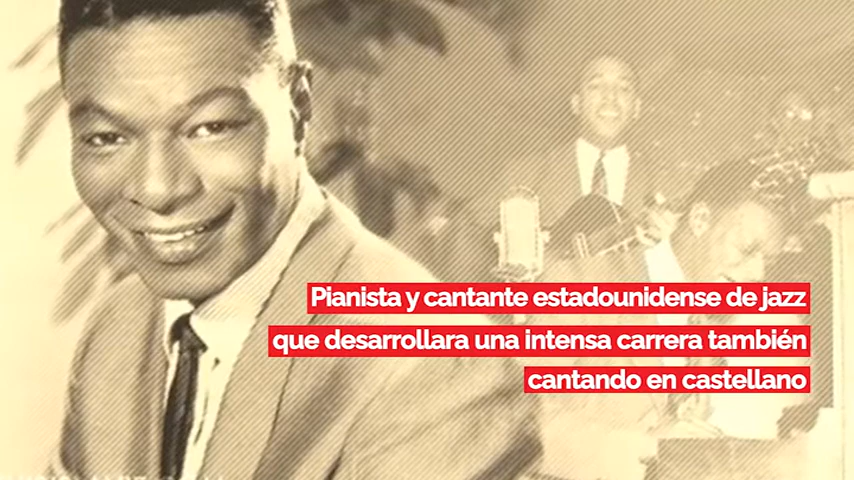 Pianista y cantante estadounidense de jazz
que desarrollara una intensa carrera también
cantando en castellano